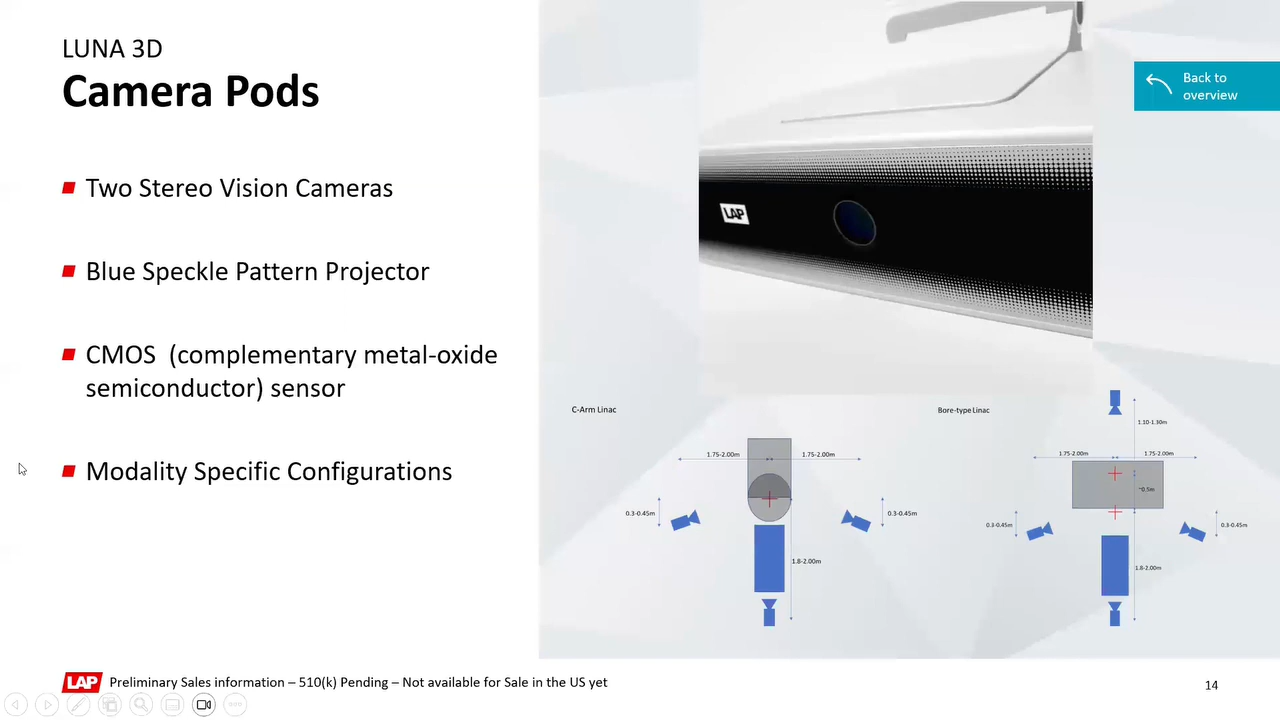 LUNA 3D
Camera Pods
Back to
overview
Two Stereo Vision Cameras
Blue Speckle Pattern Projector
CMOS (complementary metal-oxide
semiconductor) sensor
Modality Specific Configurations
LAP
C-Arm Linac
1.75-2.00m
1.75-2.00m
0.3-0.45m
0.3-0.45m
1.8-2.00m
Bore-type Linac
1.10-1.30m
1.75-2.00m
1.75-2.00m
~0.5m
0.3-0.45m
0.3-0.45m
1.8-2.00m
LAP
Preliminary Sales information – 510(k) Pending – Not available for Sale in the US yet
14